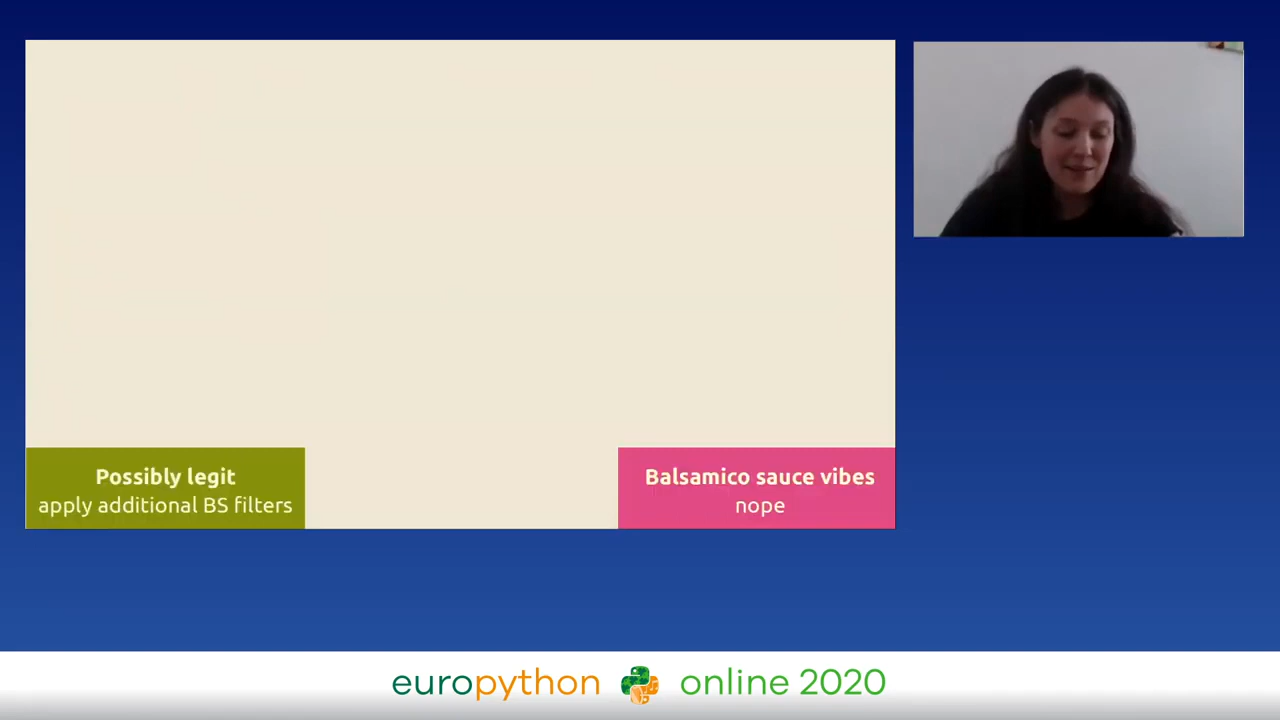 Possibly legit
apply additional BS filters
Balsamico sauce vibes
nope
europython online 2020